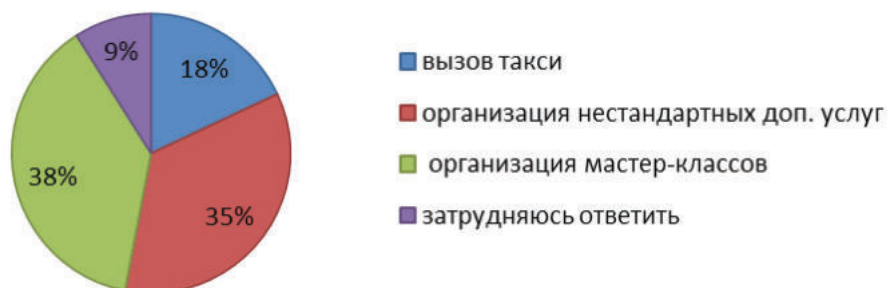 9%
18%
38%
35%
вызов такси
организация нестандартных доп. услуг
организация мастер-классов
затрудняюсь ответить